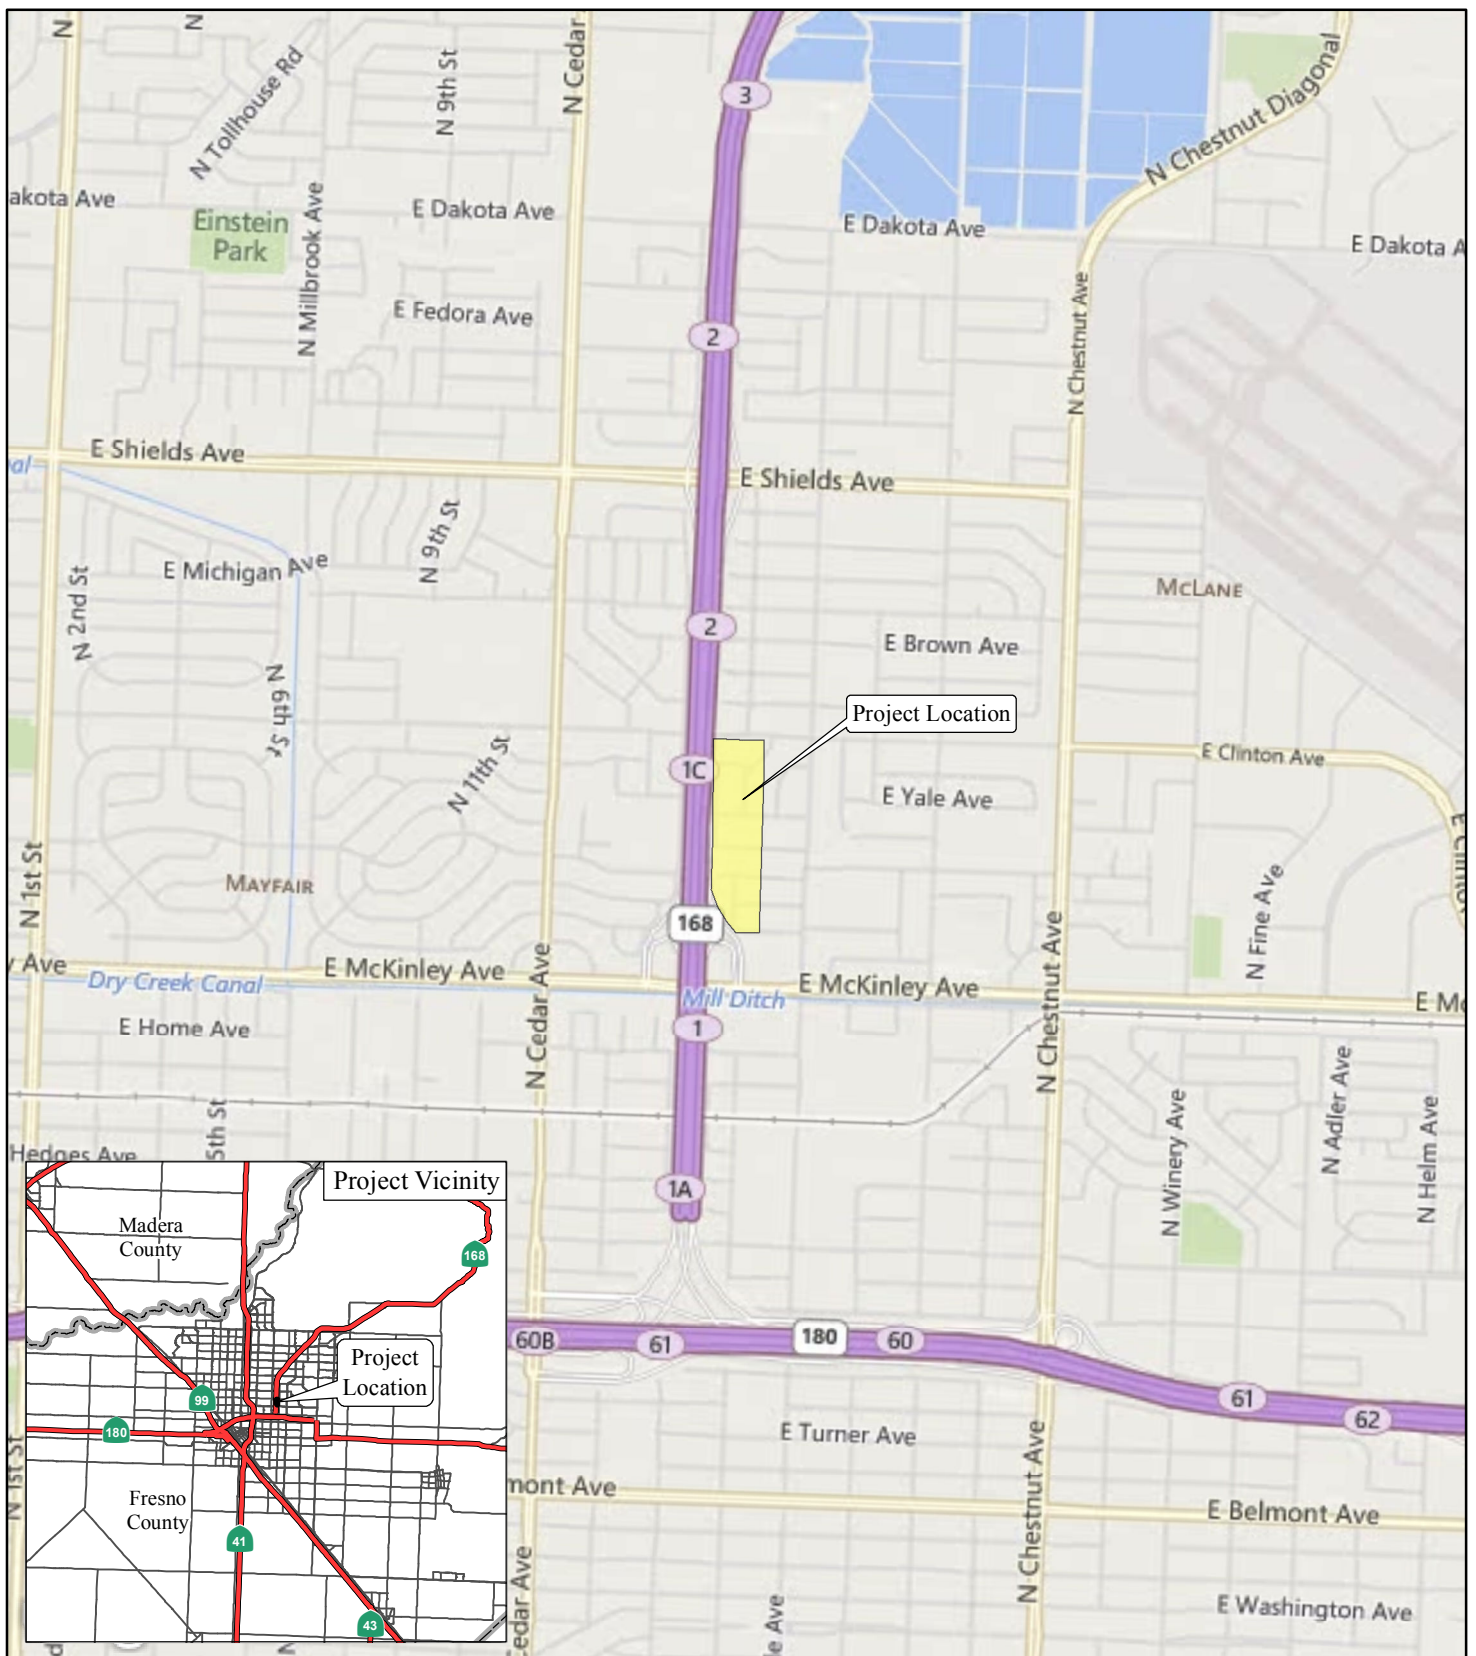 N
N
N Tollhouse Rd
N 9th St
N Cedar
3
N Chestnut Diagonal
akota Ave
Einstein
Park
N Millbrook Ave
E Dakota Ave
E Dakota Ave
E Dakota A
E Fedora Ave
2
N Chestnut Ave
E Shields Ave
E Shields Ave
al
N 9th St
E Michigan Ave
N 2nd St
McLANE
2
E Brown Ave
N 6th St
Project Location
N 11th St
1C
E Clinton Ave
E Yale Ave
E Clinton
N 1st St
MAYFAIR
N Fine Ave
168
y Ave
E McKinley Ave
Dry Creek Canal
N Cedar Ave
Mill Ditch
E McKinley Ave
N Chestnut Ave
E Mc
E Home Ave
1
5th St
Hedges Ave
N Winery Ave
N Adler Ave
N Helm Ave
1A
Project Vicinity
Madera
County
168
Project
Location
99
180
Fresno
County
41
43
60B
61
180
60
61
62
E Turner Ave
N 1st St
mont Ave
N Chestnut Ave
E Belmont Ave
E Washington Ave
edar Ave
le Ave
N
d